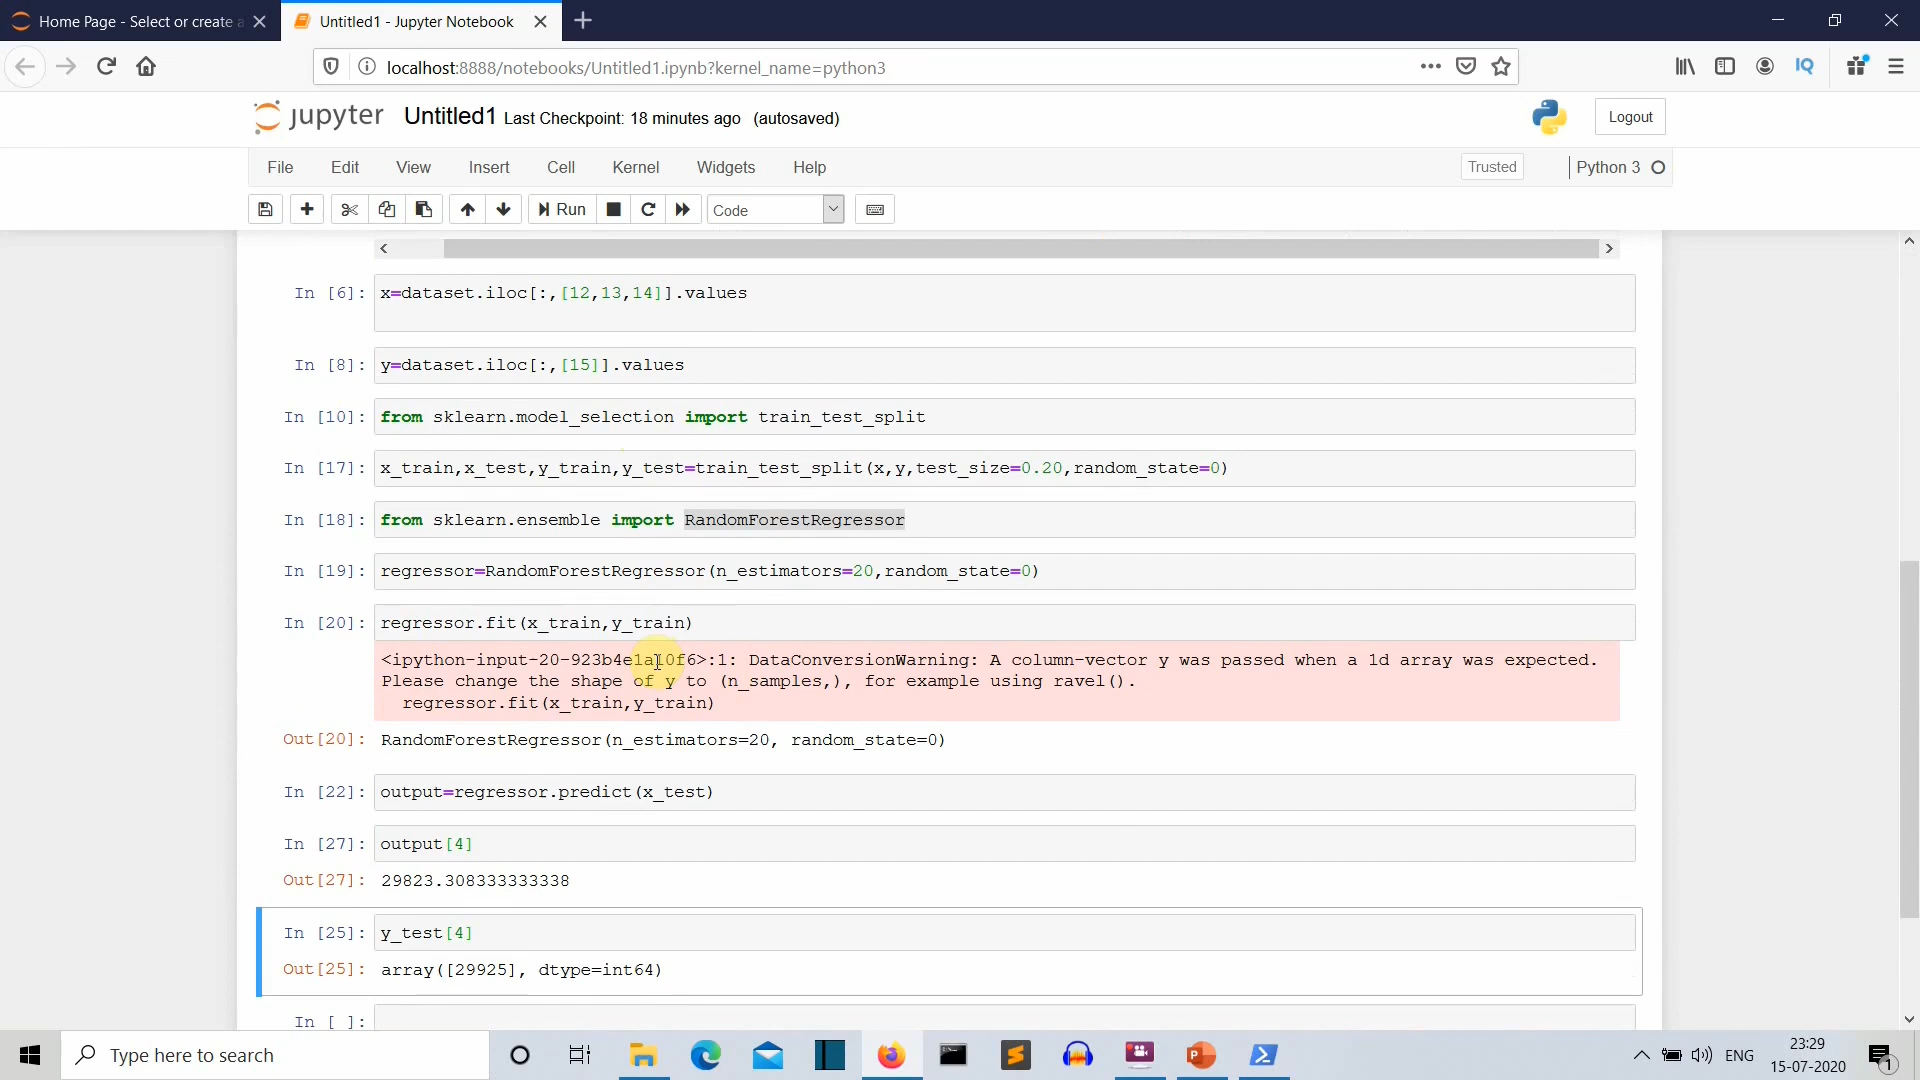 Home Page - Select or create a
Untitled1 - Jupyter Notebook
localhost:8888/notebooks/Untitled1.ipynb?kernel_name=python3
IQ
jupyter Untitled1 Last Checkpoint: 18 minutes ago (autosaved)
Logout
File Edit View Insert Cell Kernel Widgets Help
Trusted
Python 3
Run
Code
In [6]: x=dataset.iloc[:,[12,13,14]].values
In [8]: y=dataset.iloc[:,[15]].values
In [10]: from sklearn.model_selection import train_test_split
In [17]: x_train,x_test,y_train,y_test=train_test_split(x,y,test_size=0.20,random_state=0)
In [18]: from sklearn.ensemble import RandomForestRegressor
In [19]: regressor=RandomForestRegressor(n_estimators=20,random_state=0)
In [20]: regressor.fit(x_train,y_train)
<ipython-input-20-923b4e1a10f6>:1: DataConversionWarning: A column-vector y was passed when a 1d array was expected.
Please change the shape of y to (n_samples,), for example using ravel().
regressor.fit(x_train,y_train)
Out[20]: RandomForestRegressor(n_estimators=20, random_state=0)
In [22]: output=regressor.predict(x_test)
In [27]: output[4]
Out[27]: 29823.308333333338
In [25]: y_test[4]
Out[25]: array([29925], dtype=int64)
In [ ]:
Type here to search
ENG
23:29
15-07-2020
1